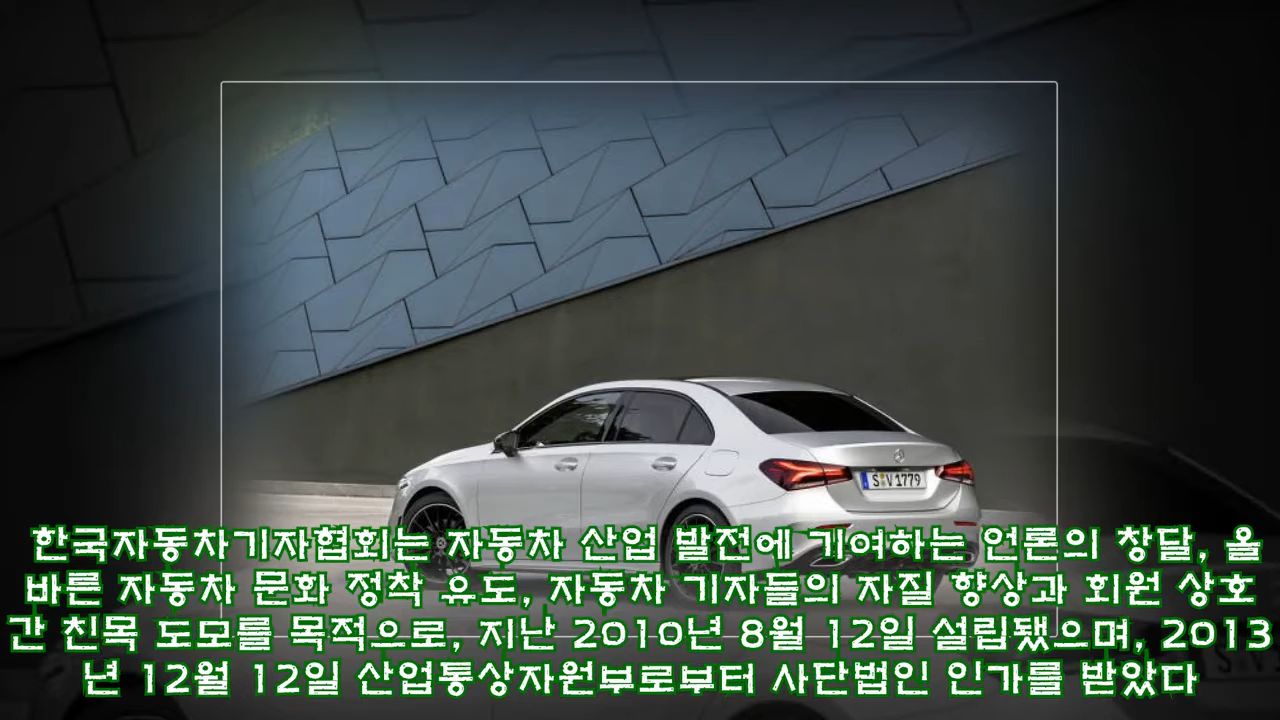 S V 1779
한국자동차기자협회는 자동차 산업 발전에 기여하는 언론의 창달, 올
바른 자동차 문화 정착 유도, 자동차 기자들의 자질 향상과 회원 상호
간 친목 도모를 목적으로, 지난 2010년 8월 12일 설립됐으며, 2013
년 12월 12일 산업통상자원부로부터 사단법인 인가를 받았다